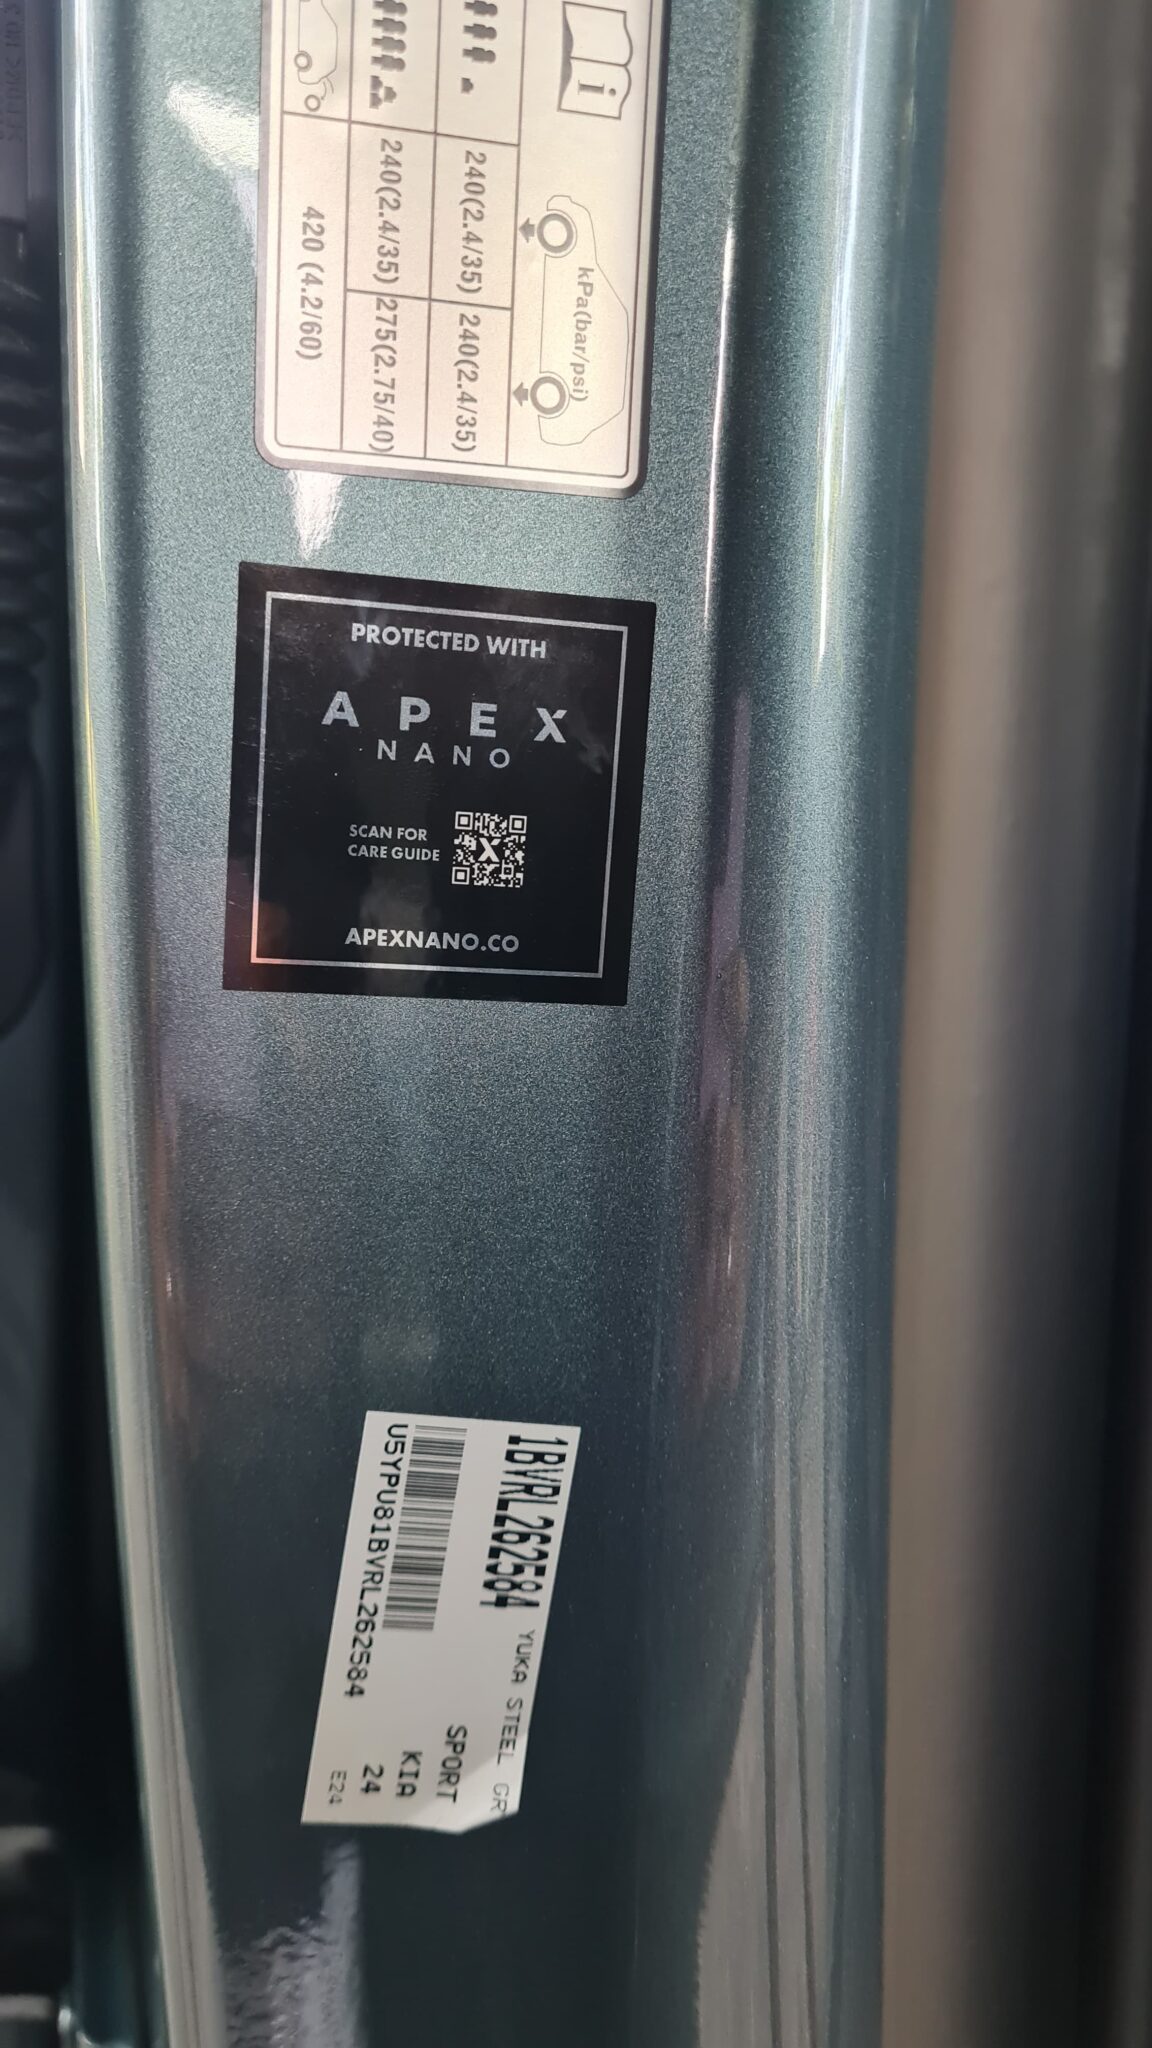 i
kPa(bar/psi)
240(2.4/35) 240(2.4/35)
240(2.4/35) 275(2.75/40)
420 (4.2/60)
PROTECTED WITH
APEX
NANO
SCAN FOR
CARE GUIDE
APEXNANO.CO
1BVRL262584 YUKA STEEL GR
SPORT
KIA
U5YPU81BVRL262584 24
E24